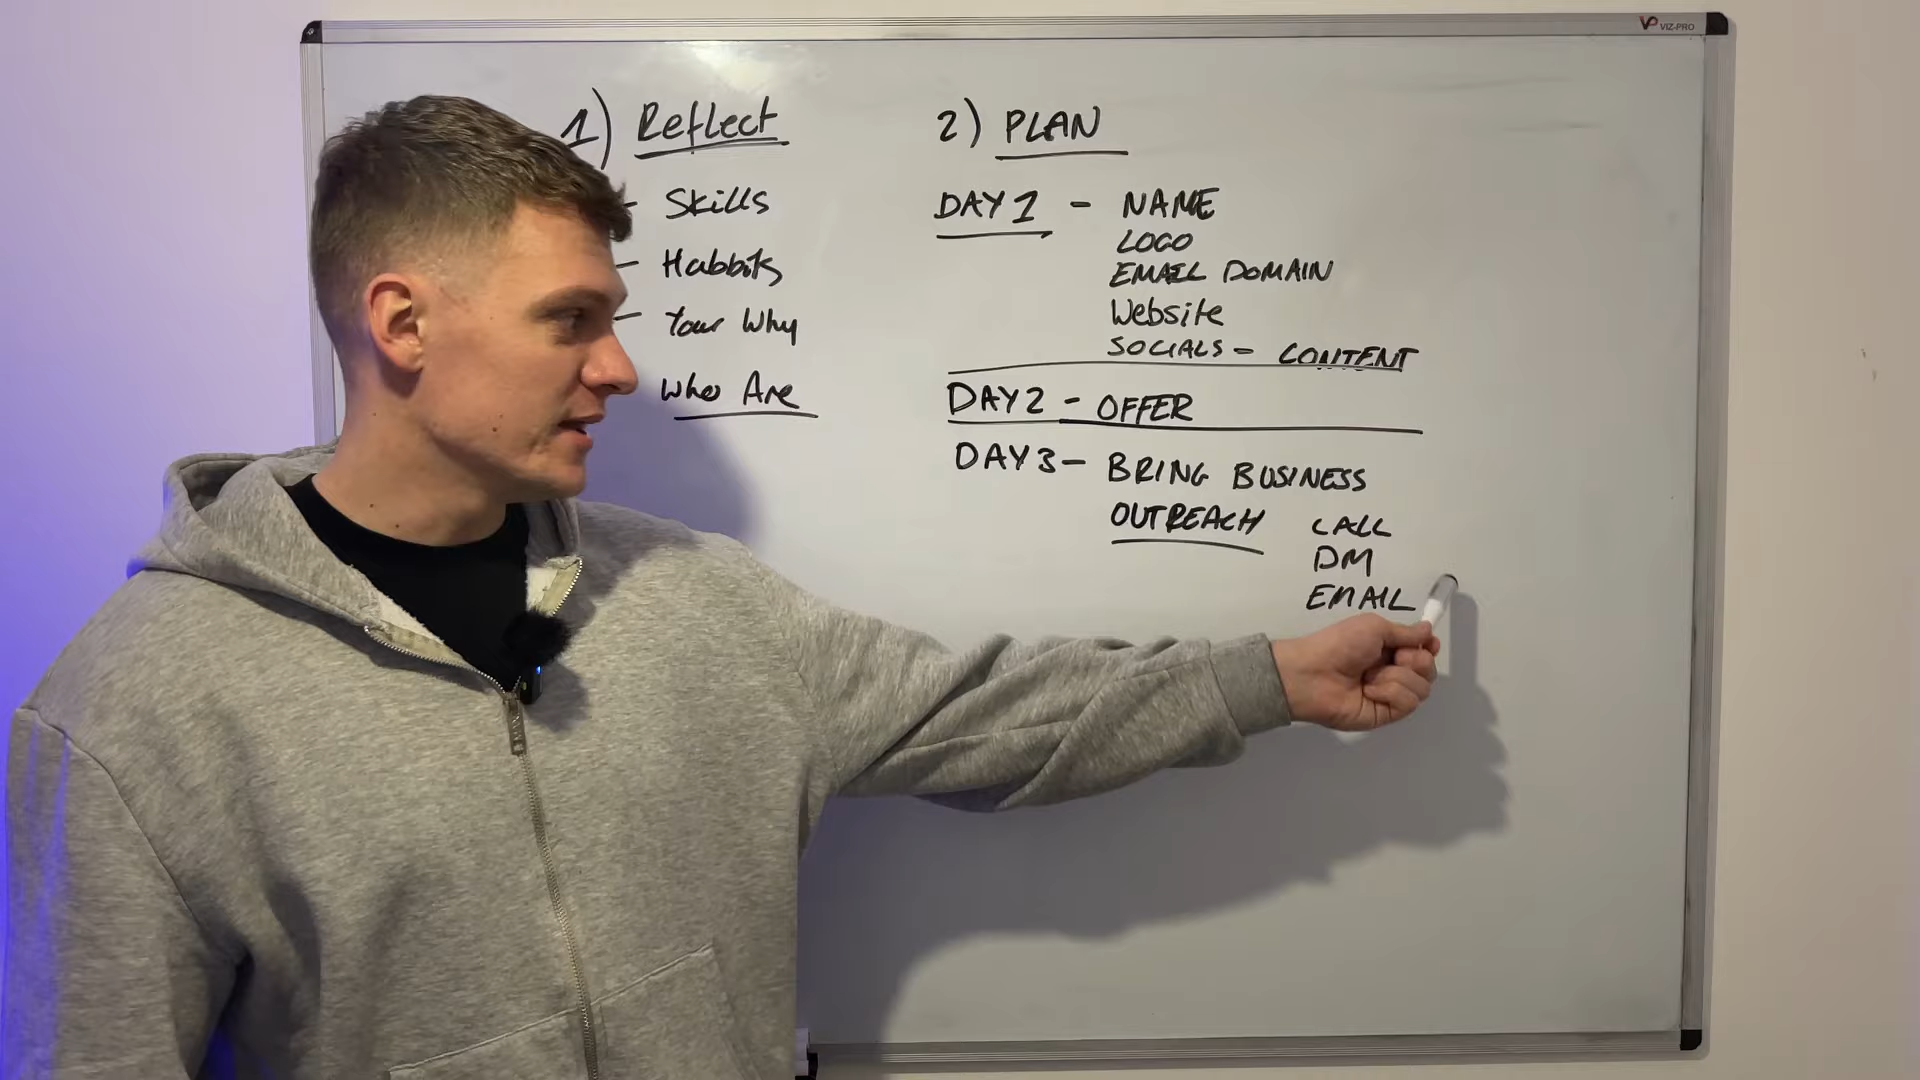 VIZ-PRO
1) Reflect
- Skills
- Habbits
- Your Why
Who Are
2) PLAN
DAY 1 - NAME
LOGO
EMAIL DOMAIN
Website
SOCIALS - CONTENT
DAY 2 - OFFER
DAY 3 - BRING BUSINESS
OUTREACH CALL
DM
EMAIL